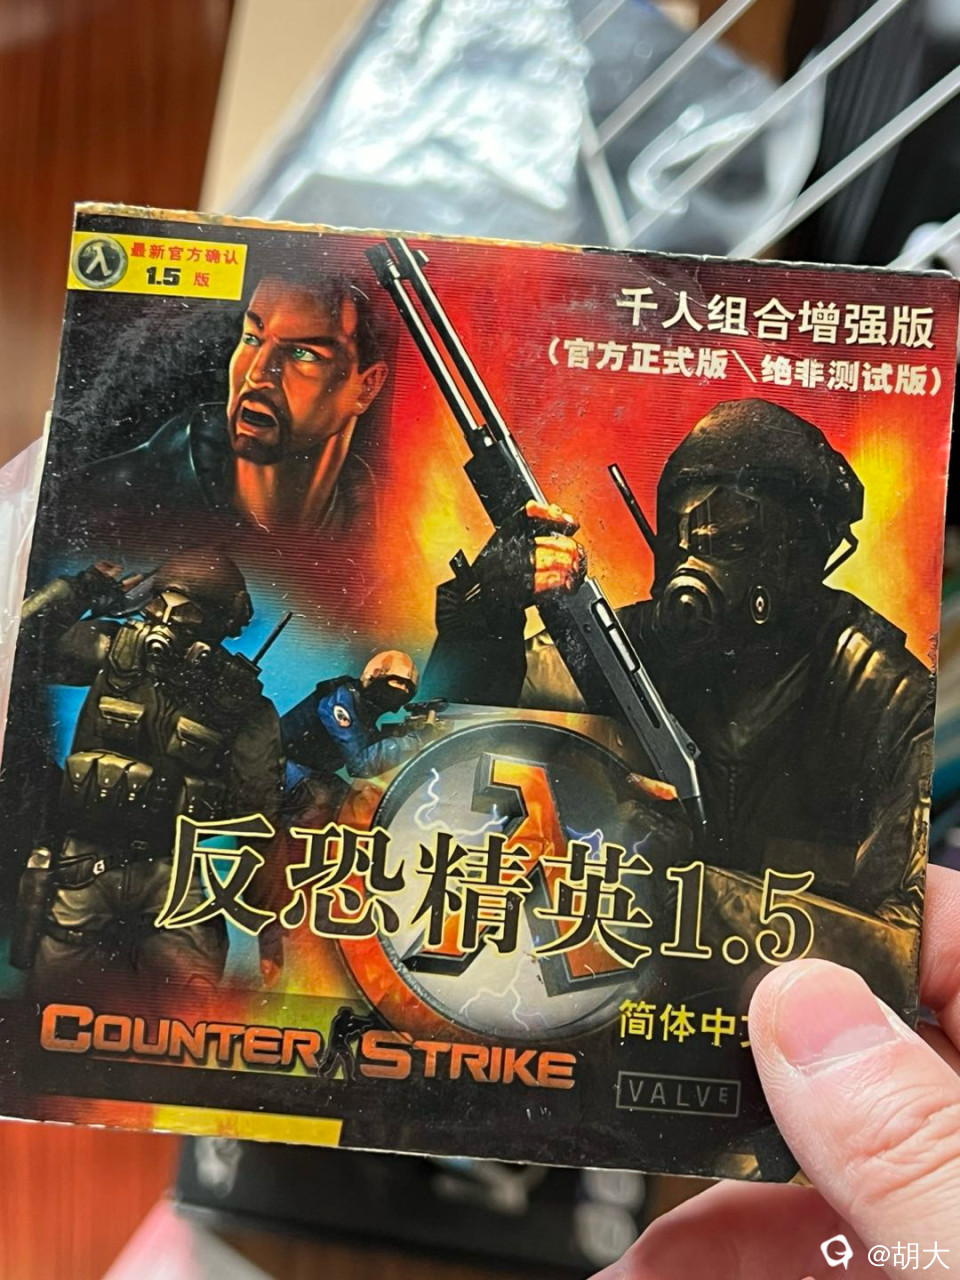 最新官方确认
1.5 版
千人组合增强版
（官方正式版＼绝非测试版）
反恐精英1.5
COUNTER STRIKE
简体中
VALVE
@胡大